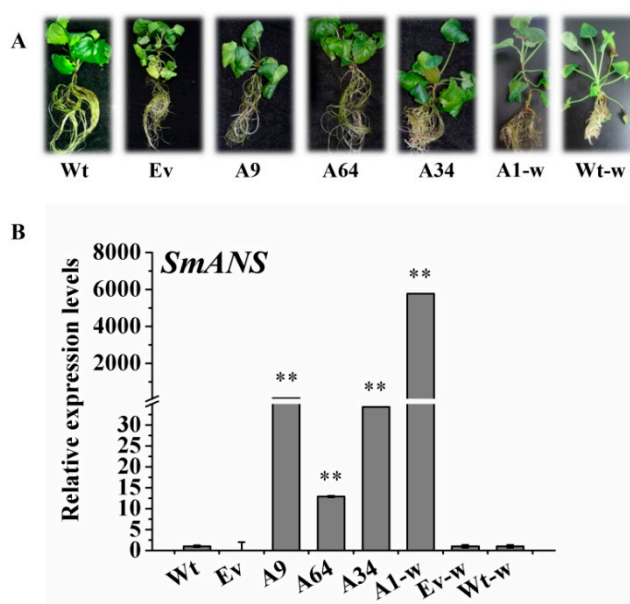 A
Wt Ev A9 A64 A34 A1-w Wt-w
B
SmANS
Relative expression levels
8000
6000
4000
2000
30
25
20
15
10
5
0
** ** ** **
Wt Ev A9 A64 A34 A1-w Ev-w Wt-w